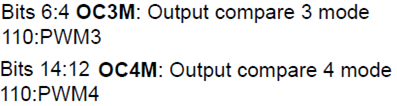 Bits 6:4 OC3M: Output compare 3 mode
110:PWM3
Bits 14:12 OC4M: Output compare 4 mode
110:PWM4